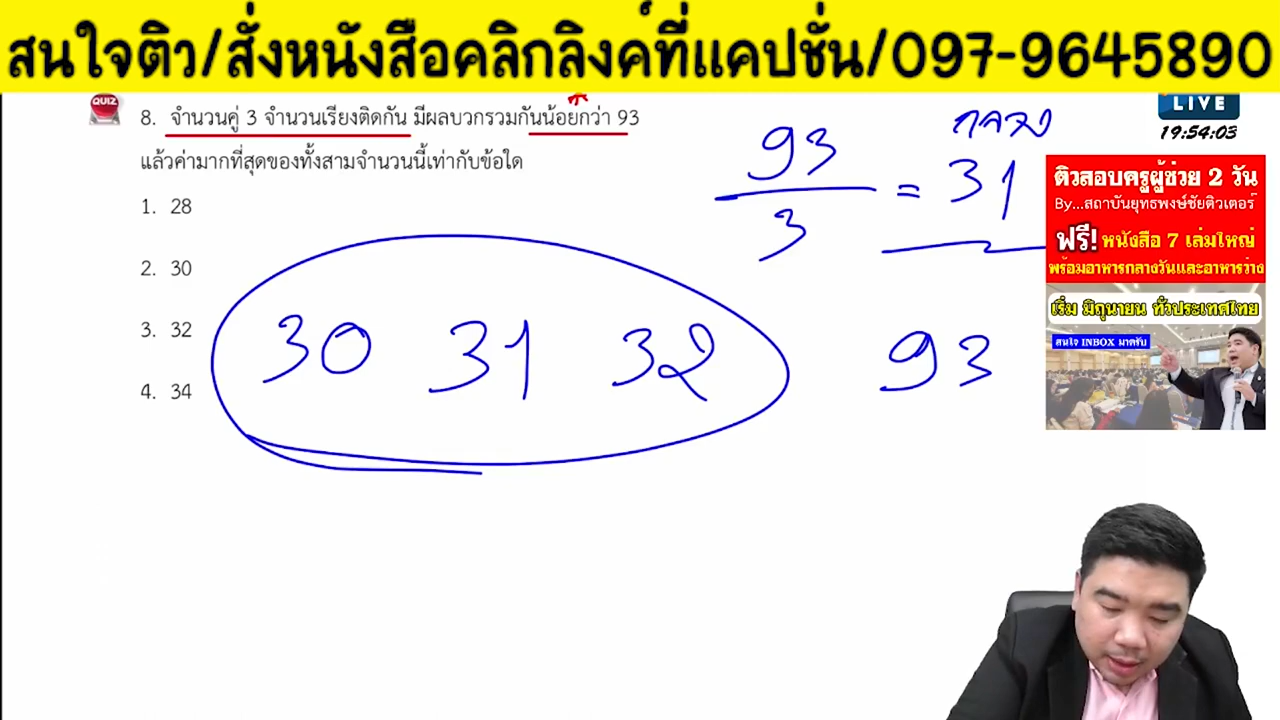 สนใจติว/สั่งหนังสือคลิกลิงค์ที่แคปชั่น/097-9645890
QUIZ
8. จำนวนคู่ 3 จำนวนเรียงติดกัน มีผลบวกรวมกันน้อยกว่า 93
แล้วค่ามากที่สุดของทั้งสามจำนวนนี้เท่ากับข้อใด
1. 28
2. 30
3. 32
4. 34
30 31 32
93
3
= 31
กลาง
93
LIVE
19:54:03
ติวสอบครูผู้ช่วย 2 วัน
By...สถาบันยุทธพงษ์ชัยติวเตอร์
ฟรี! หนังสือ 7 เล่มใหญ่
พร้อมอาหารกลางวันและอาหารว่าง
เริ่ม มิถุนายน ทั่วประเทศไทย
สนใจ INBOX มาครับ